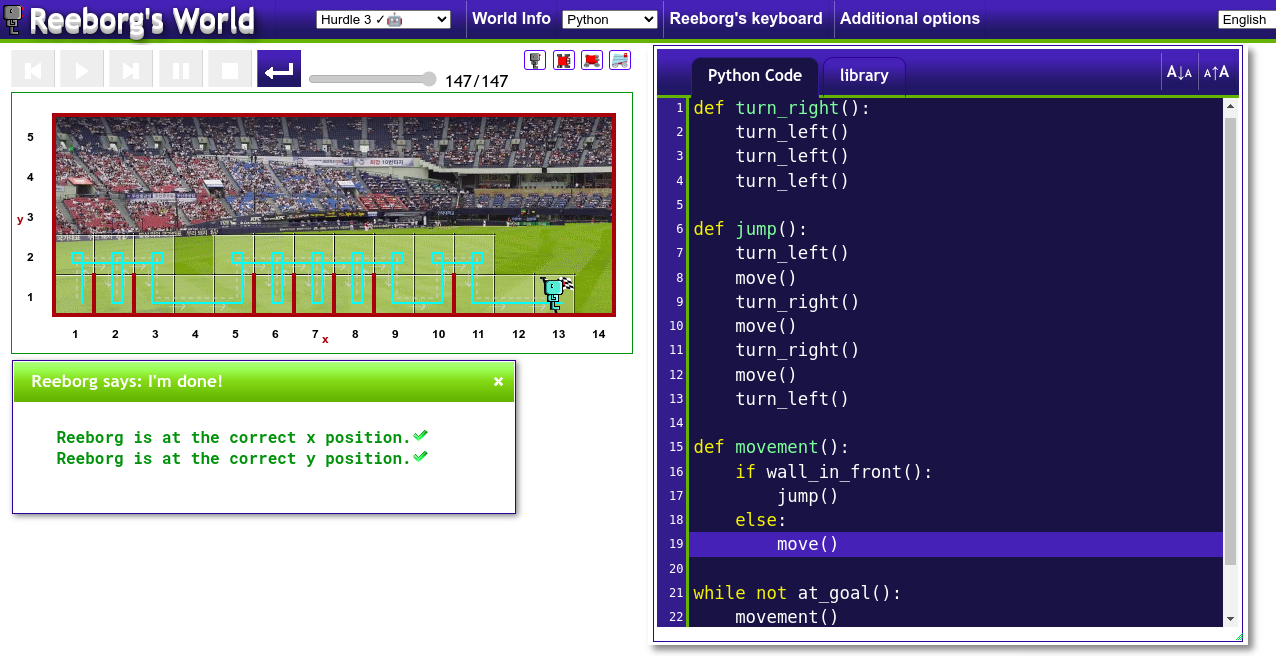 Reeborg's World
Hurdle 3 ✓🤖
World Info
Python
Reeborg's keyboard
Additional options
English
147/147
5
4
y 3
2
1
1 2 3 4 5 6 7 8 9 10 11 12 13 14
x
Reeborg says: I'm done!
×
Reeborg is at the correct x position.
Reeborg is at the correct y position.
Python Code
library
A↓A
A↑A
1 def turn_right():
2     turn_left()
3     turn_left()
4     turn_left()
5
6 def jump():
7     turn_left()
8     move()
9     turn_right()
10     move()
11     turn_right()
12     move()
13     turn_left()
14
15 def movement():
16     if wall_in_front():
17         jump()
18     else:
19         move()
20
21 while not at_goal():
22     movement()